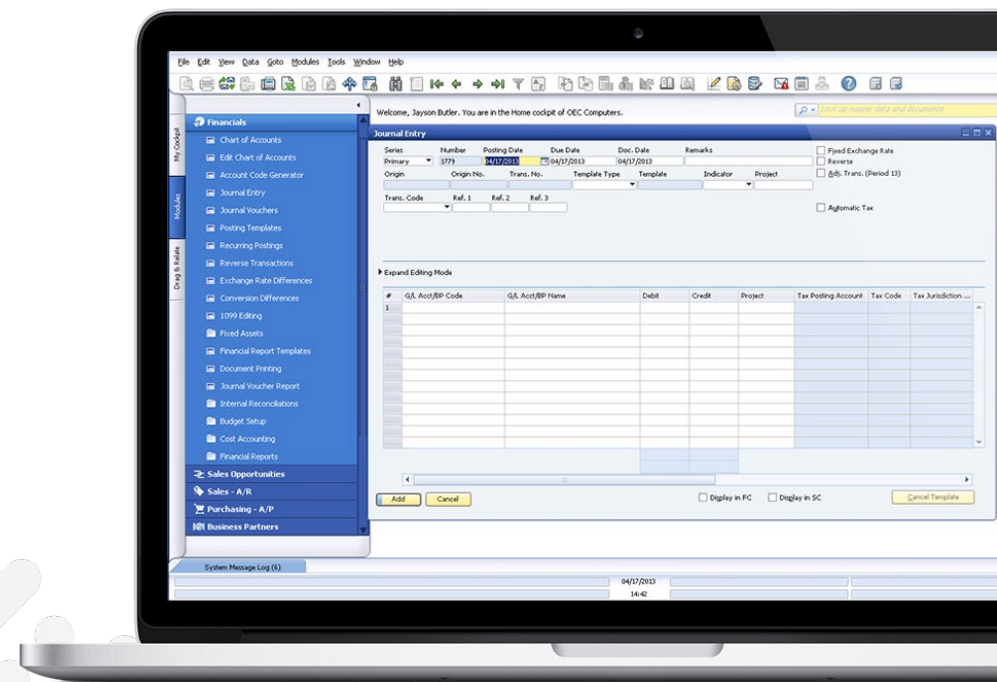 File Edit View Data Goto Modules Tools Window Help
Welcome, Jayson Butler. You are in the Home cockpit of OEC Computers.
Look up master data and documents
My Cockpit
Modules
Drag & Relate
Financials
Chart of Accounts
Edit Chart of Accounts
Account Code Generator
Journal Entry
Journal Vouchers
Posting Templates
Recurring Postings
Reverse Transactions
Exchange Rate Differences
Conversion Differences
1099 Editing
Fixed Assets
Financial Report Templates
Document Printing
Journal Voucher Report
Internal Reconciliations
Budget Setup
Cost Accounting
Financial Reports
Sales Opportunities
Sales - A/R
Purchasing - A/P
Business Partners
Journal Entry
Series Number Posting Date Due Date Doc. Date Remarks
Primary 1779 04/17/2013 04/17/2013 04/17/2013
Origin Origin No. Trans. No. Template Type Template Indicator Project
Trans. Code Ref. 1 Ref. 2 Ref. 3
Fixed Exchange Rate
Reverse
Adj. Trans. (Period 13)
Automatic Tax
Expand Editing Mode
# G/L Acct/BP Code G/L Acct/BP Name Debit Credit Project Tax Posting Account Tax Code Tax Jurisdiction ...
1
Add Cancel Display in FC Display in SC Cancel Template
System Message Log (6)
04/17/2013
14:42